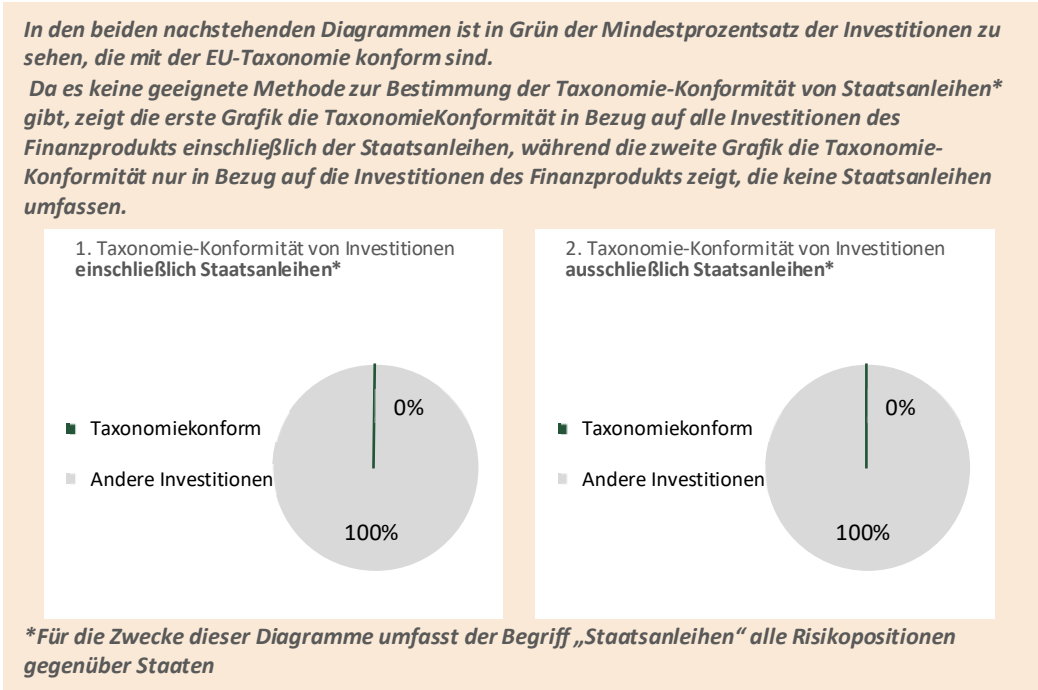 In den beiden nachstehenden Diagrammen ist in Grün der Mindestprozentsatz der Investitionen zu
sehen, die mit der EU-Taxonomie konform sind.
Da es keine geeignete Methode zur Bestimmung der Taxonomie-Konformität von Staatsanleihen*
gibt, zeigt die erste Grafik die TaxonomieKonformität in Bezug auf alle Investitionen des
Finanzprodukts einschließlich der Staatsanleihen, während die zweite Grafik die Taxonomie-
Konformität nur in Bezug auf die Investitionen des Finanzprodukts zeigt, die keine Staatsanleihen
umfassen.
1. Taxonomie-Konformität von Investitionen
einschließlich Staatsanleihen*
0%
Taxonomiekonform
Andere Investitionen
100%
2. Taxonomie-Konformität von Investitionen
ausschließlich Staatsanleihen*
0%
Taxonomiekonform
Andere Investitionen
100%
*Für die Zwecke dieser Diagramme umfasst der Begriff „Staatsanleihen“ alle Risikopositionen
gegenüber Staaten